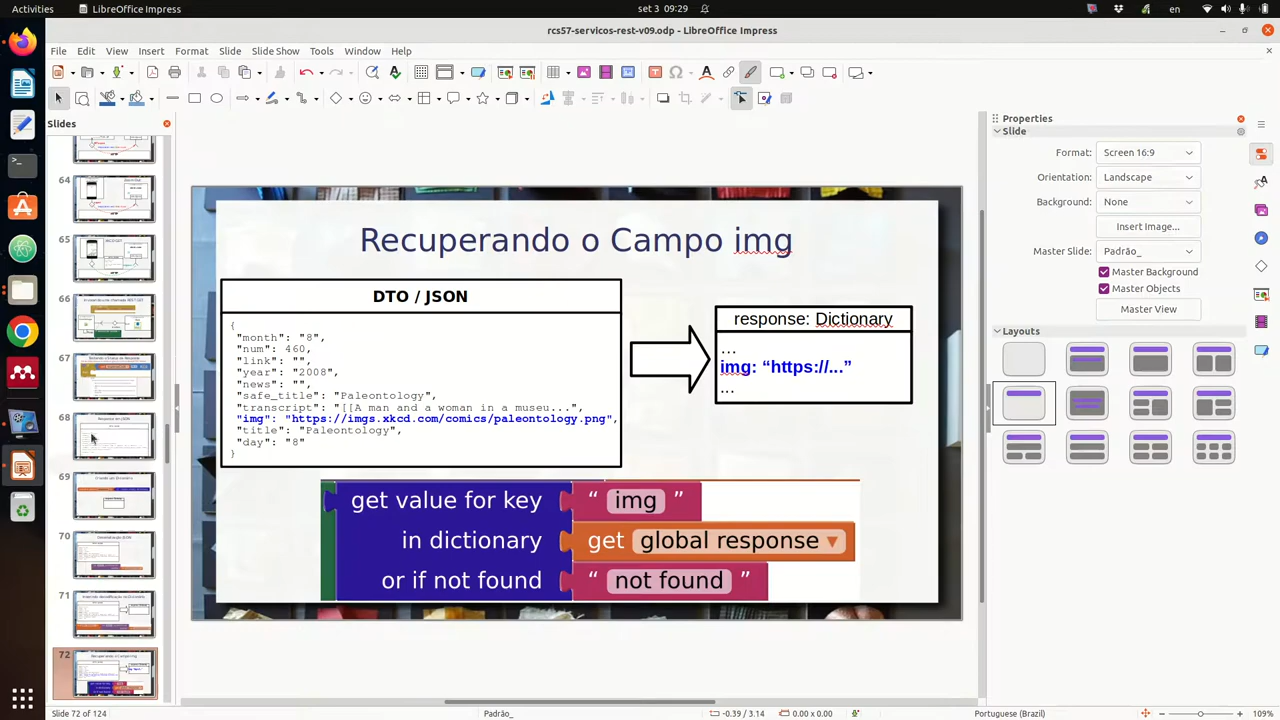 Activities
LibreOffice Impress
set 3 09:29
rcs57-servicos-rest-v09.odp - LibreOffice Impress
File Edit View Insert Format Slide Slide Show Tools Window Help
Slides
Properties
Slide
Format: Screen 16:9
Orientation: Landscape
Background: None
Insert Image...
Master Slide: Padrão_
Master Background
Master Objects
Master View
Layouts
64
65
66
67
68
69
70
71
72
Recuperando o Campo img
DTO / JSON
{
"month": "8",
"num": 460,
"link": "",
"year": "2008",
"news": "",
"safe_title": "Paleontology",
"transcript": "[[A man and a woman in a museu...",
"img": "https://imgs.xkcd.com/comics/paleontology.png",
"title": "Paleontology",
"day": "8"
}
response: Dictionary
...
img: “https://...”
...
get value for key “ img ”
in dictionary get global response
or if not found “ not found ”
Slide 72 of 124
Padrão_
-0.39 / 3.14
0.00 x 0.00
Portuguese (Brazil)
109%